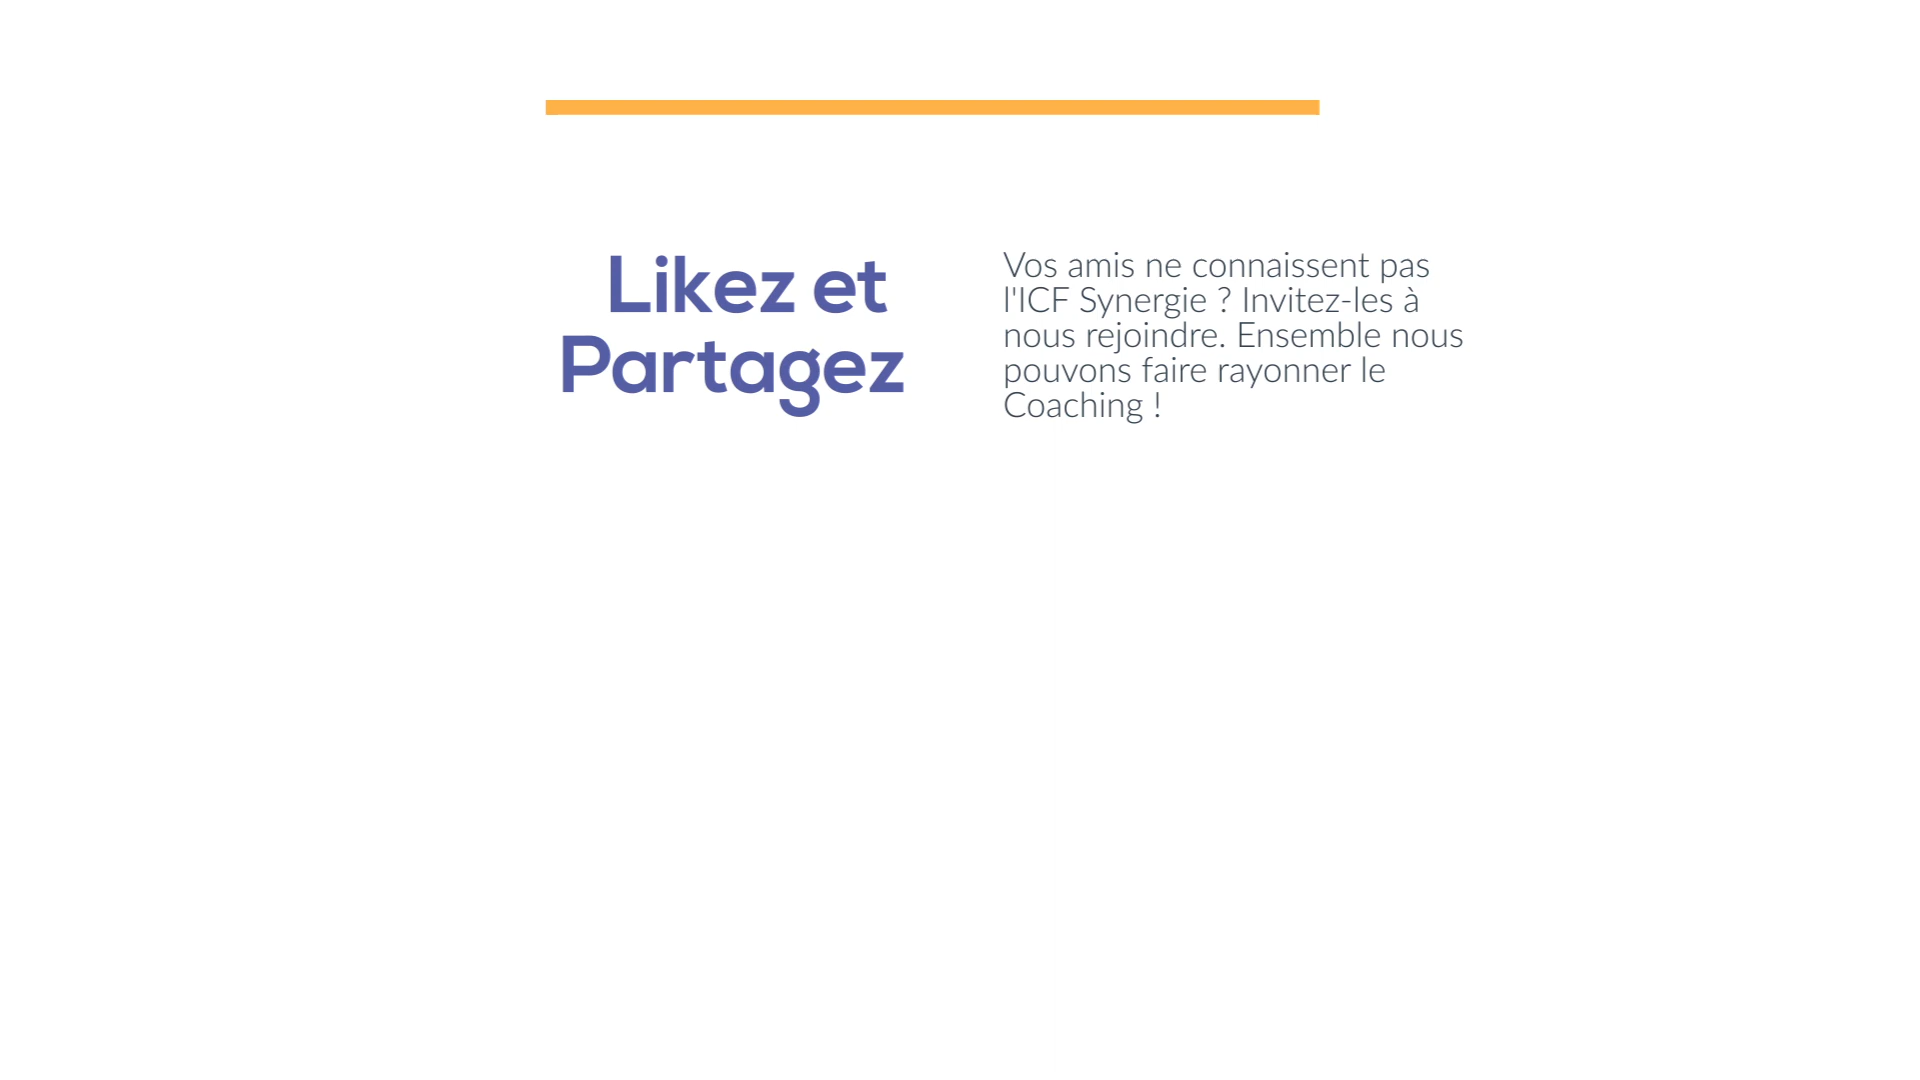 Likez et
Partagez
Vos amis ne connaissent pas
l'ICF Synergie ? Invitez-les à
nous rejoindre. Ensemble nous
pouvons faire rayonner le
Coaching !